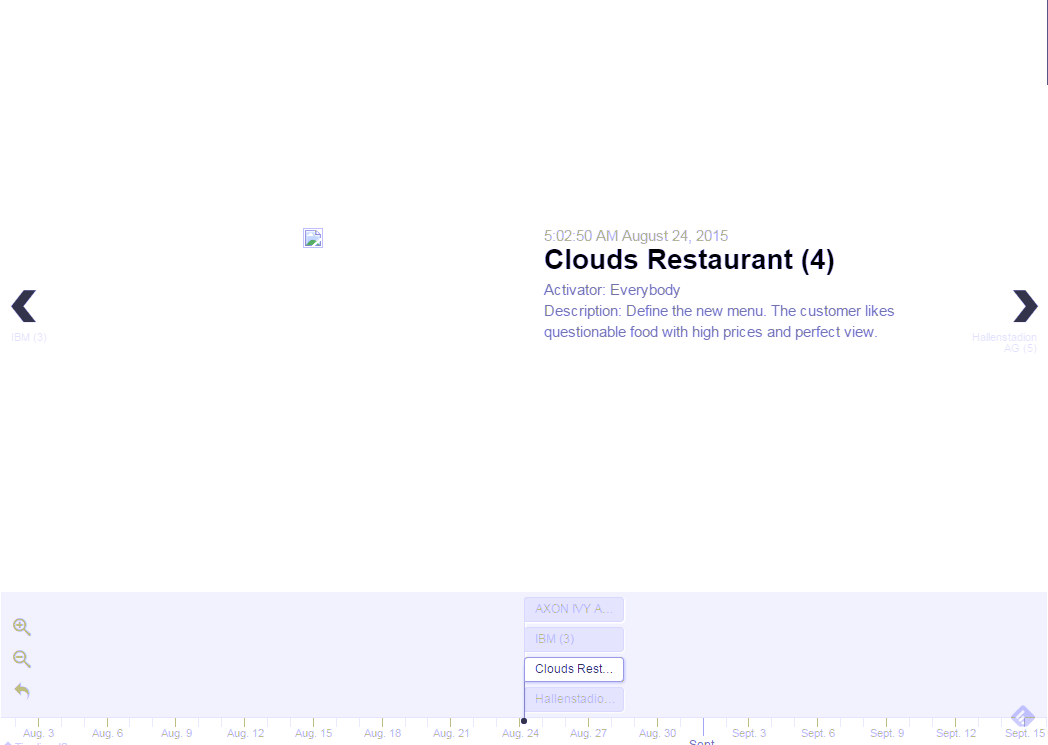 5:02:50 AM August 24, 2015
Clouds Restaurant (4)
Activator: Everybody
Description: Define the new menu. The customer likes
questionable food with high prices and perfect view.
IBM (3)
Hallenstadion
AG (5)
AXON IVY A...
IBM (3)
Clouds Rest...
Hallenstadio...
Aug. 3 Aug. 6 Aug. 9 Aug. 12 Aug. 15 Aug. 18 Aug. 21 Aug. 24 Aug. 27 Aug. 30 Sept. 3 Sept. 6 Sept. 9 Sept. 12 Sept. 15
Sept.